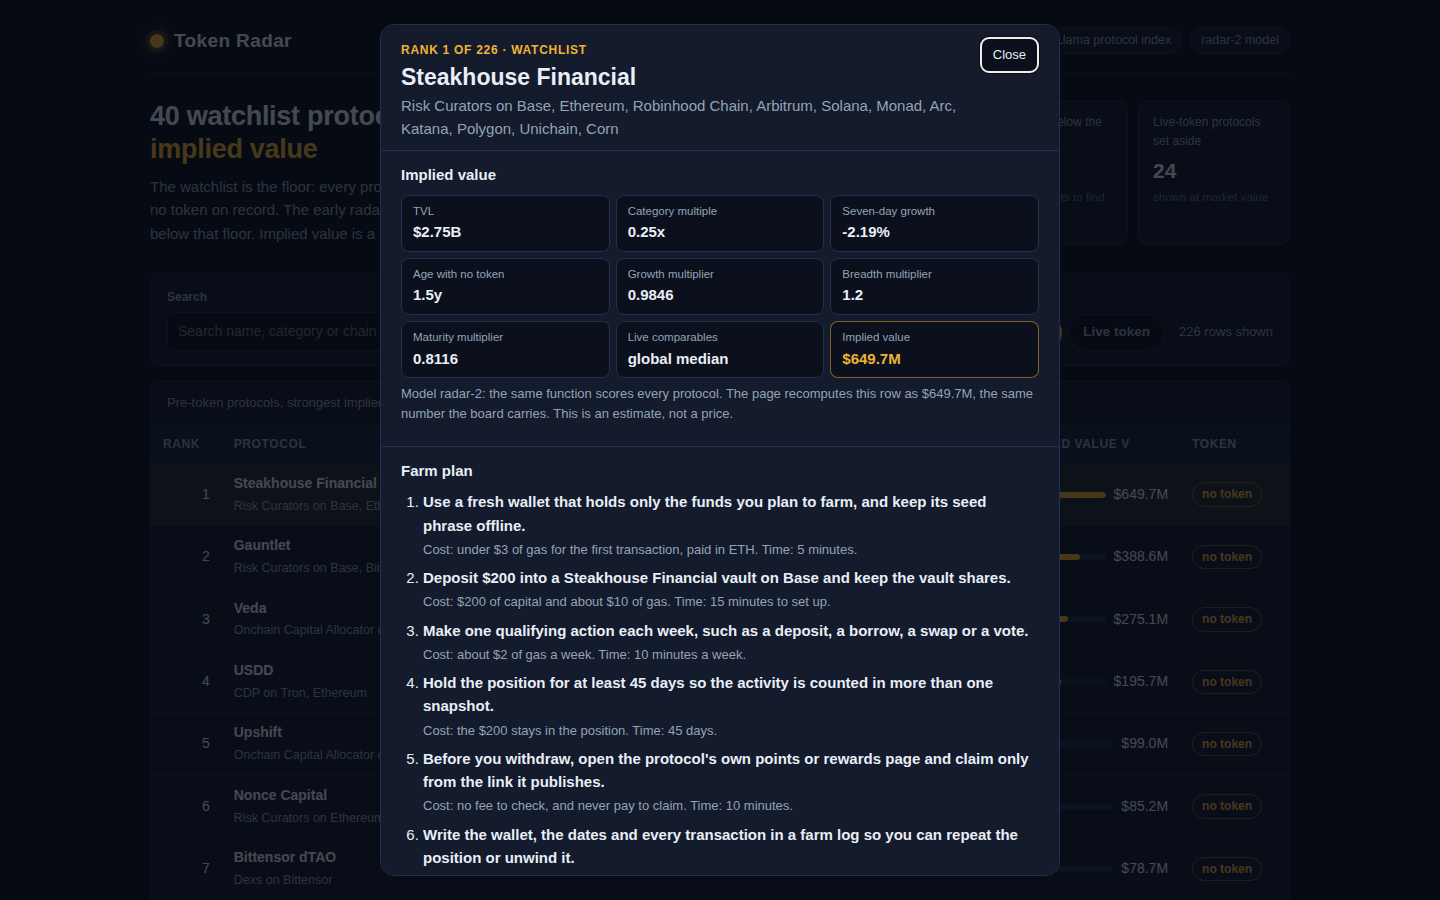 Token Radar
Llama protocol index
radar-2 model
40 watchlist
implied value
The watchlist is the floor: every
no token on record. The early
below that floor. Implied value is a
below the
Live-token protocols
set aside
24
shown at market value
to find
Search
Search name, category or chain
Live token
226 rows shown
Pre-token protocols, strongest
RANK
PROTOCOL
VALUE V
TOKEN
1
Steakhouse Financial
Risk Curators on Base,
$649.7M
no token
2
Gauntlet
Risk Curators on Base,
$388.6M
no token
3
Veda
Onchain Capital Allocator
$275.1M
no token
4
USDD
CDP on Tron, Ethereum
$195.7M
no token
5
Upshift
Onchain Capital Allocator
$99.0M
no token
6
Nonce Capital
Risk Curators on Ethereum
$85.2M
no token
7
Bittensor dTAO
Dexs on Bittensor
$78.7M
no token
RANK 1 OF 226 · WATCHLIST
Steakhouse Financial
Close
Risk Curators on Base, Ethereum, Robinhood Chain, Arbitrum, Solana, Monad, Arc,
Katana, Polygon, Unichain, Corn
Implied value
TVL
$2.75B
Category multiple
0.25x
Seven-day growth
-2.19%
Age with no token
1.5y
Growth multiplier
0.9846
Breadth multiplier
1.2
Maturity multiplier
0.8116
Live comparables
global median
Implied value
$649.7M
Model radar-2: the same function scores every protocol. The page recomputes this row as $649.7M, the same
number the board carries. This is an estimate, not a price.
Farm plan
1. Use a fresh wallet that holds only the funds you plan to farm, and keep its seed
phrase offline.
Cost: under $3 of gas for the first transaction, paid in ETH. Time: 5 minutes.
2. Deposit $200 into a Steakhouse Financial vault on Base and keep the vault shares.
Cost: $200 of capital and about $10 of gas. Time: 15 minutes to set up.
3. Make one qualifying action each week, such as a deposit, a borrow, a swap or a vote.
Cost: about $2 of gas a week. Time: 10 minutes a week.
4. Hold the position for at least 45 days so the activity is counted in more than one
snapshot.
Cost: the $200 stays in the position. Time: 45 days.
5. Before you withdraw, open the protocol's own points or rewards page and claim only
from the link it publishes.
Cost: no fee to check, and never pay to claim. Time: 10 minutes.
6. Write the wallet, the dates and every transaction in a farm log so you can repeat the
position or unwind it.